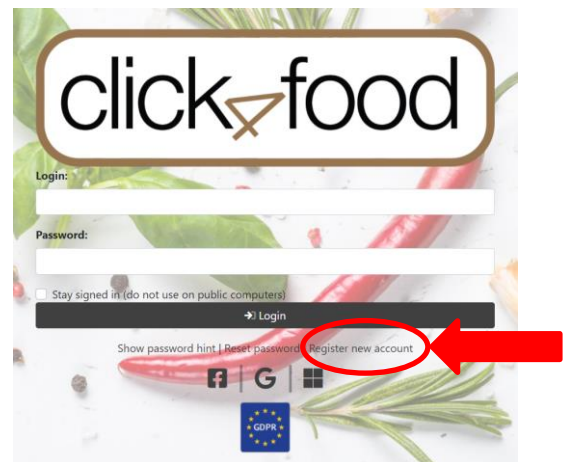 click4food
Login:
Password:
Stay signed in (do not use on public computers)
Login
Show password hint | Reset password | Register new account
G
GDPR